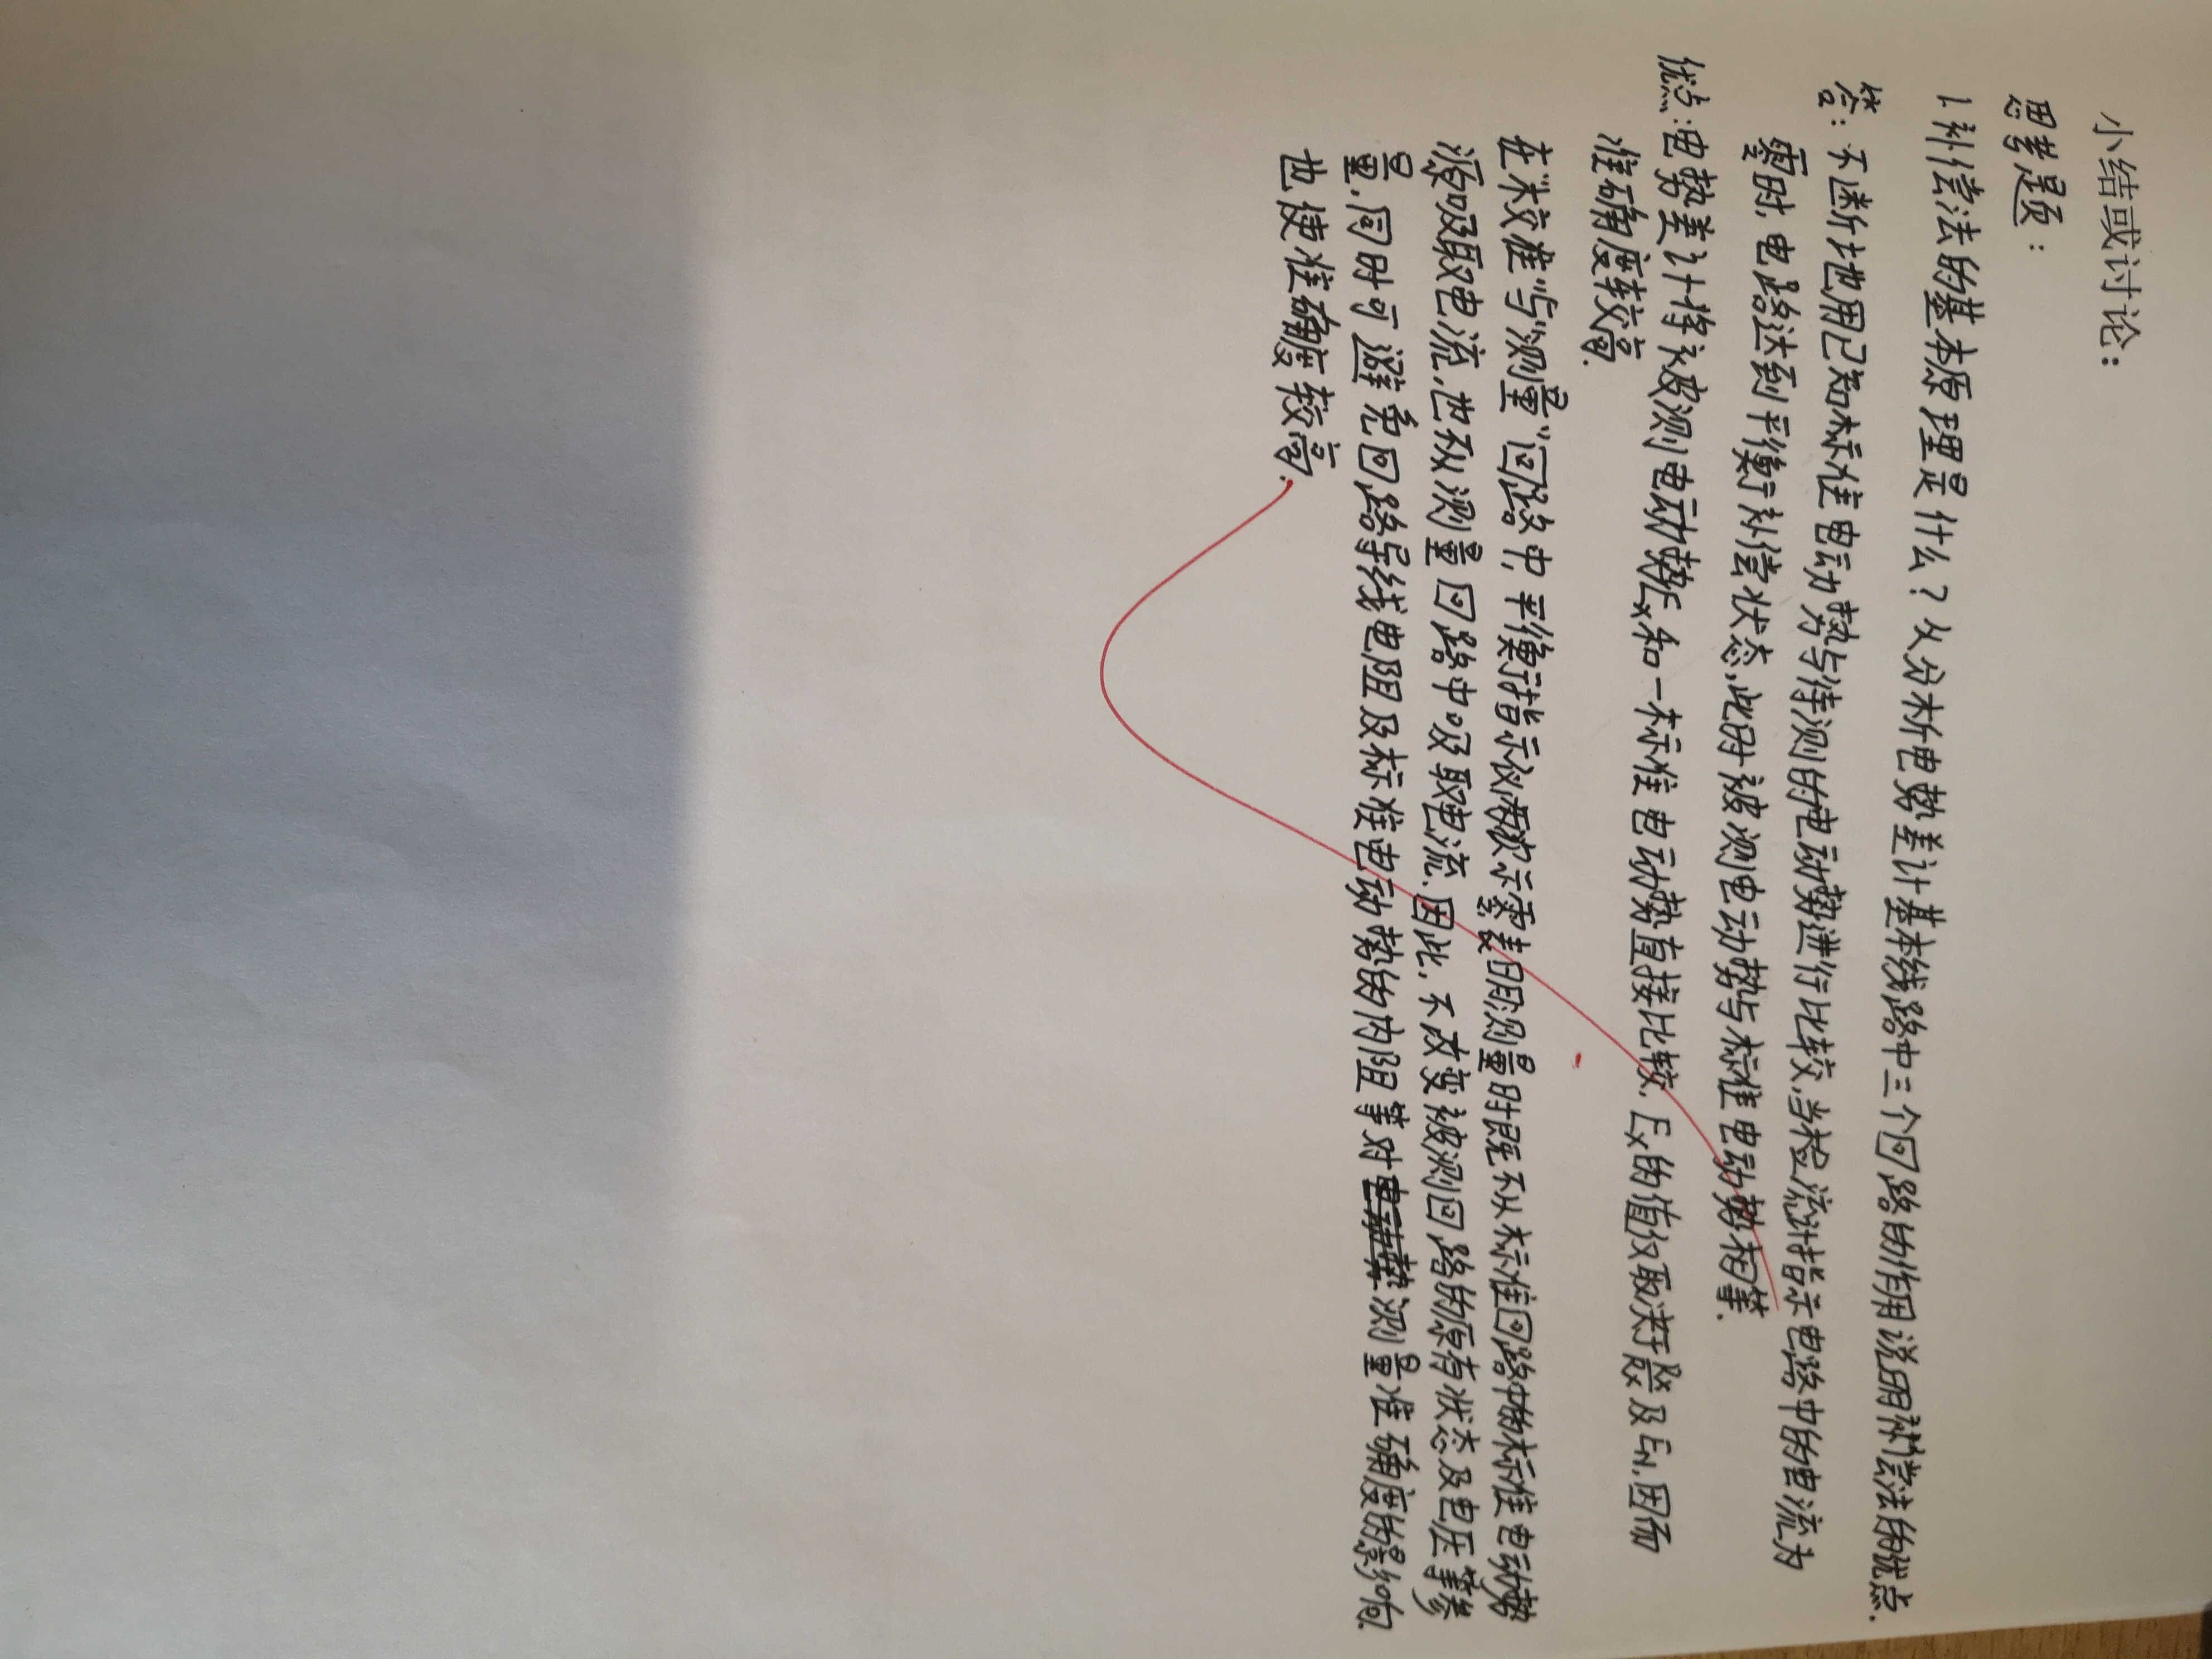 小结或讨论：
思考题：
1.补偿法的基本原理是什么？从分析电势差计基本线路中三个回路的作用说明补偿法的优点.
答：不断地用已知标准电动势与待测的电动势进行比较,当检流计指示电路中的电流为
零时,电路达到平衡补偿状态,此时被测电动势与标准电动势相等.
优点:电势差计将被测电动势Ex和一标准电动势直接比较.Ex的值仅取决于 及EN,因而
准确度较高.
在"校准"与"测量"回路中,平衡指示仪两次示零表明测量时既不从标准回路中的标准电动势
源吸取电流,也不从测量回路中吸取电流.因此,不改变被测回路的原有状态及电压等参
量,同时可避免回路导线电阻及标准电动势的内阻等对测量准确度的影响.
也使准确度较高.